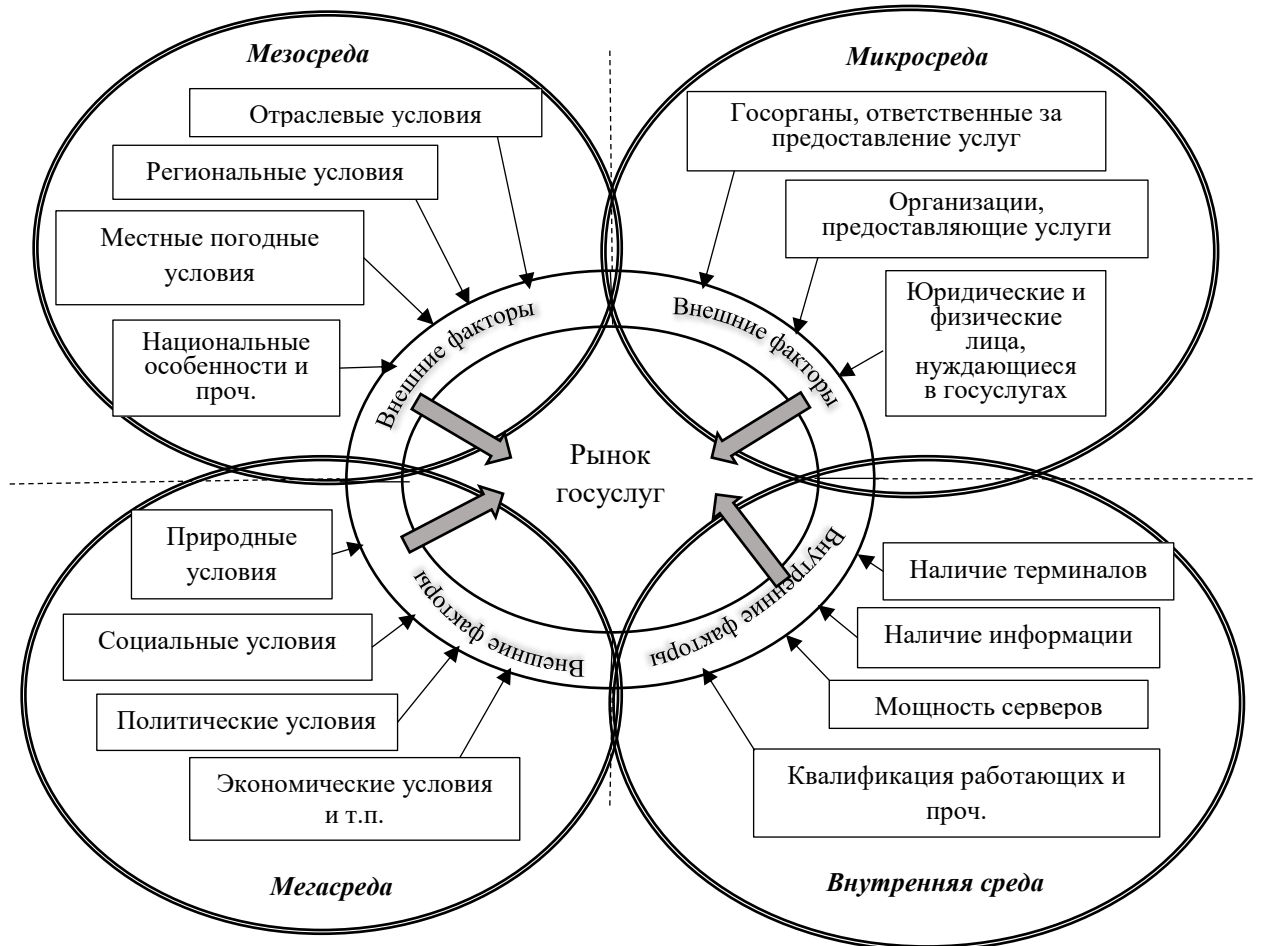 Мезосреда
Отраслевые условия
Региональные условия
Местные погодные
условия
Национальные
особенности и
проч.
Внешние факторы
Микросреда
Госорганы, ответственные за
предоставление услуг
Организации,
предоставляющие услуги
Юридические и
физические
лица,
нуждающиеся
в госуслугах
Внешние факторы
Рынок
госуслуг
Природные
условия
Социальные условия
Политические условия
Экономические условия
и т.п.
Внешние факторы
Мегасреда
Внутренние факторы
Наличие терминалов
Наличие информации
Мощность серверов
Квалификация работающих и
проч.
Внутренняя среда